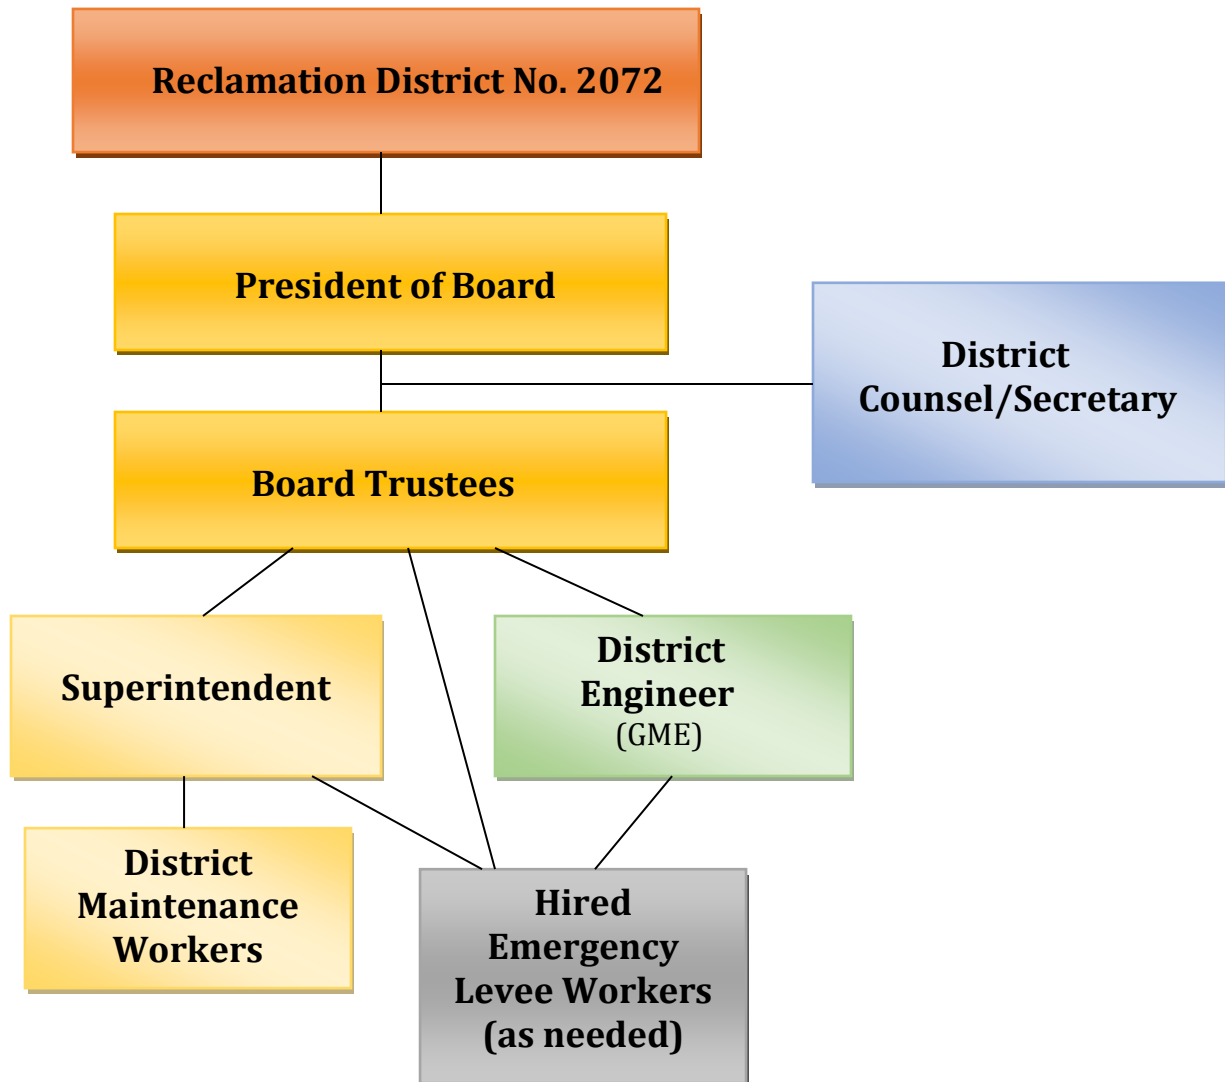 Reclamation District No. 2072
President of Board
District
Counsel/Secretary
Board Trustees
Superintendent
District
Engineer
(GME)
District
Maintenance
Workers
Hired
Emergency
Levee Workers
(as needed)